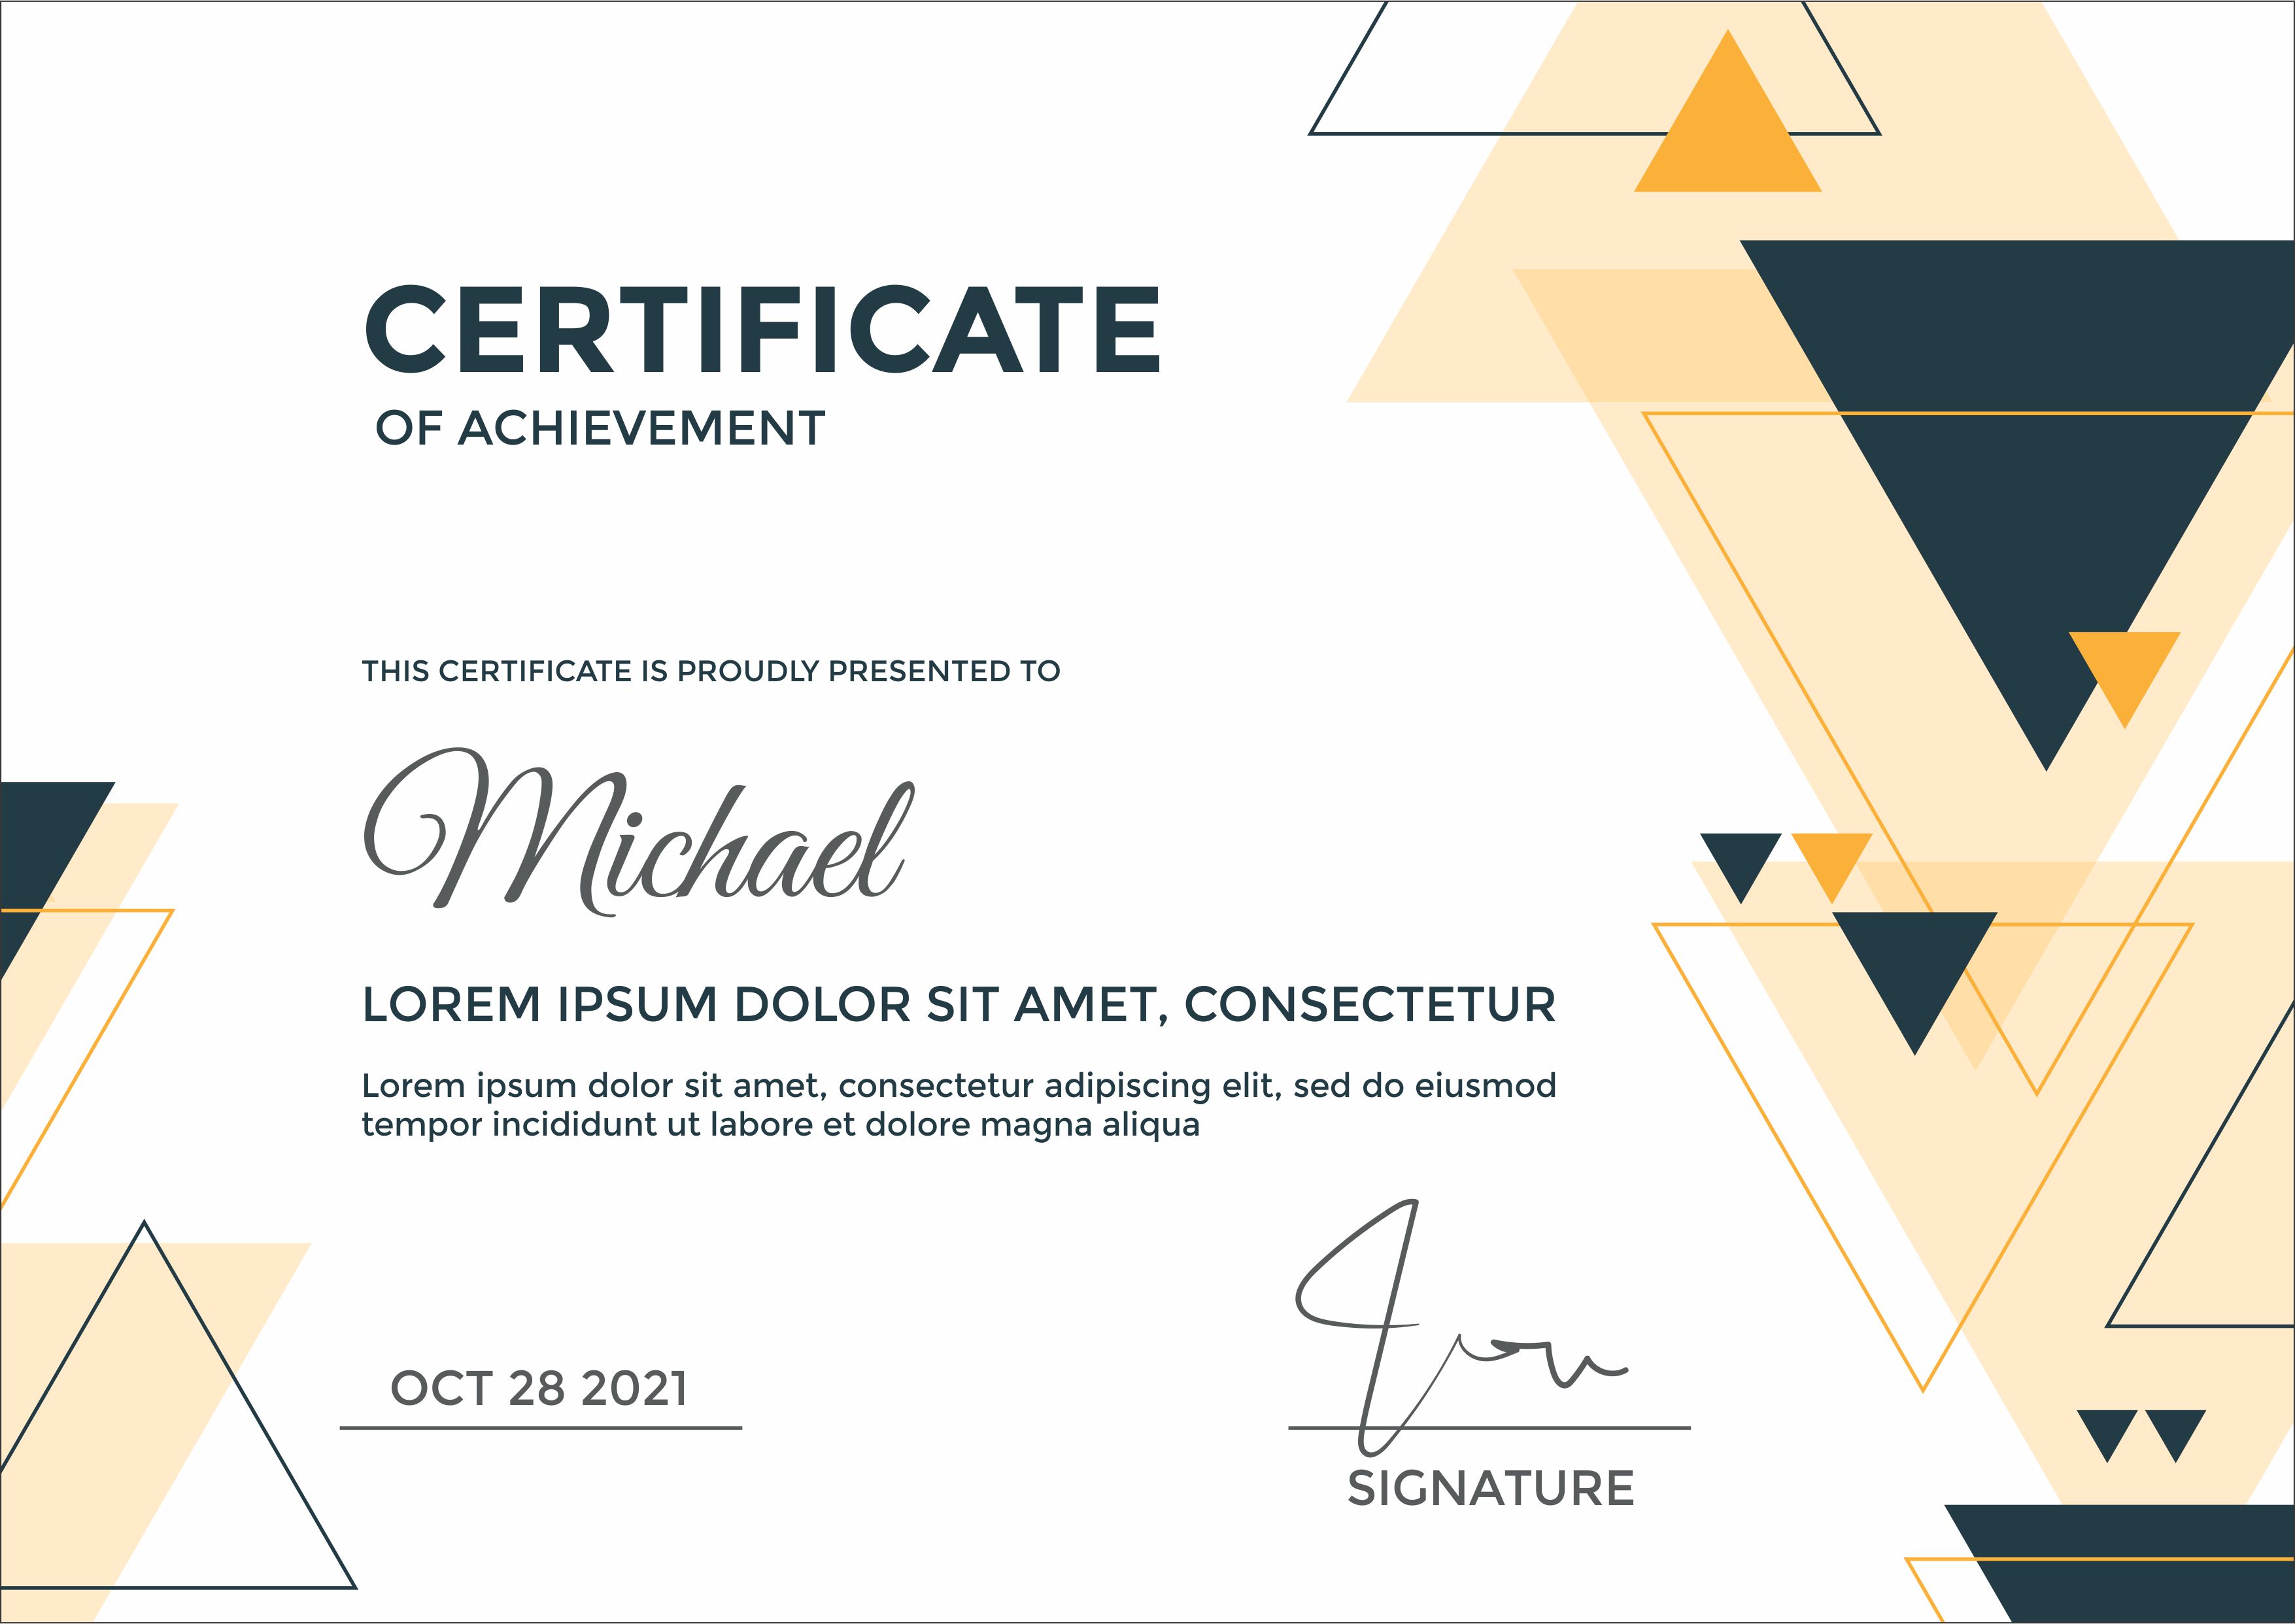 CERTIFICATE
OF ACHIEVEMENT
THIS CERTIFICATE IS PROUDLY PRESENTED TO
Michael
LOREM IPSUM DOLOR SIT AMET, CONSECTETUR
Lorem ipsum dolor sit amet, consectetur adipiscing elit, sed do eiusmod
tempor incididunt ut labore et dolore magna aliqua
OCT 28 2021
SIGNATURE